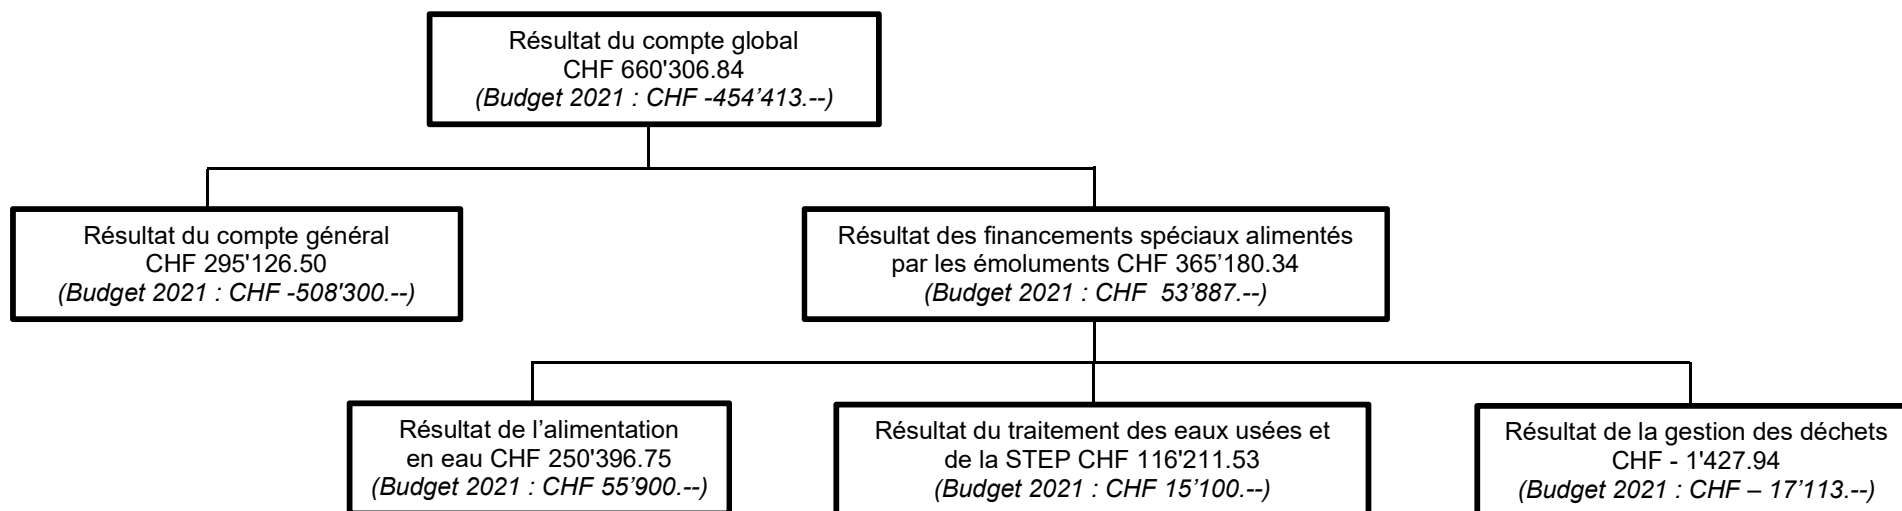 Résultat du compte global
CHF 660'306.84
(Budget 2021 : CHF -454’413.--)
Résultat du compte général
CHF 295'126.50
(Budget 2021 : CHF -508'300.--)
Résultat des financements spéciaux alimentés
par les émoluments CHF 365’180.34
(Budget 2021 : CHF  53’887.--)
Résultat de l’alimentation
en eau CHF 250'396.75
(Budget 2021 : CHF 55’900.--)
Résultat du traitement des eaux usées et
de la STEP CHF 116'211.53
(Budget 2021 : CHF 15’100.--)
Résultat de la gestion des déchets
CHF - 1'427.94
(Budget 2021 : CHF – 17’113.--)